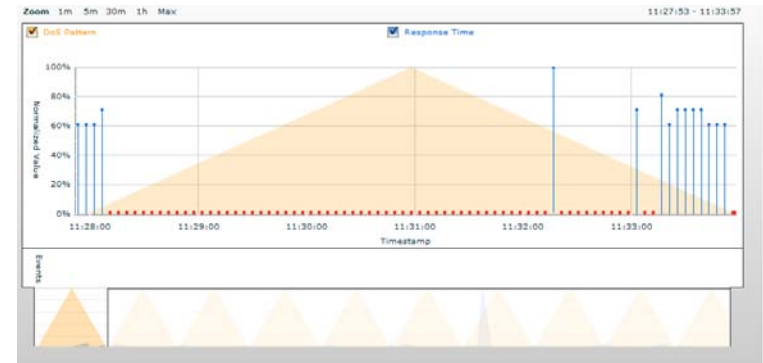 Zoom 1m 5m 30m 1h Max 11:27:53 - 11:33:57
DoS Pattern Response Time
100%
80%
60%
40%
20%
0%
Normalized Value
11:28:00 11:29:00 11:30:00 11:31:00 11:32:00 11:33:00
Timestamp
Events